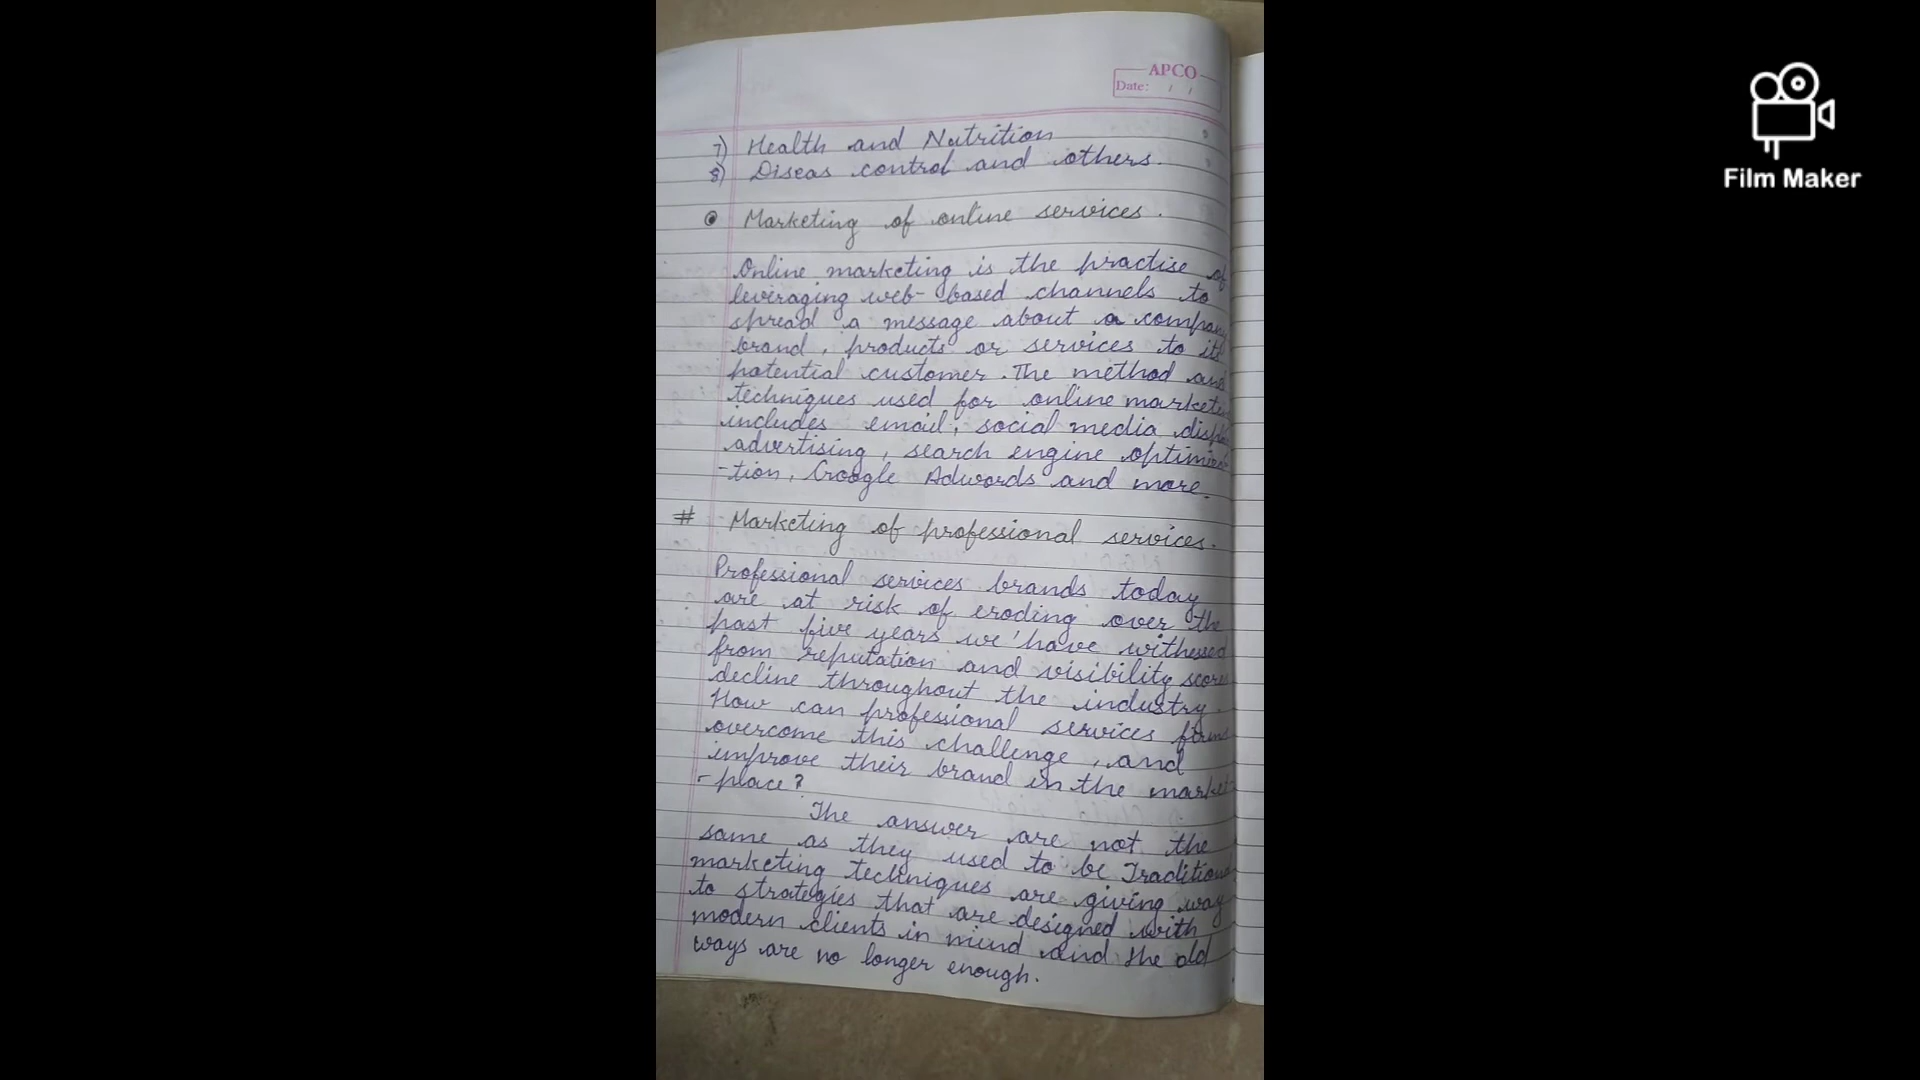 APCO
Date: / /
7) Health and Nutrition
8) Diseas control and others.
Marketing of online services.
Online marketing is the practise of
leveraging web-based channels to
spread a message about a company
brand, products or services to its
potential customer. The method and
techniques used for online
includes email, social media
advertising, search engine
-tion, Google Adwords and more.
# Marketing of professional services.
Professional services brands today
are at risk of eroding over the
past five years we'have withessed
from reputation and visibility
decline throughout the industry.
How can professional services firms
overcome this challenge, and
improve their brand in the market
-place?
The answer are not the
same as they used to be
marketing techniques are giving way
to strategies that are designed with
modern clients in mind and the old
ways are no longer enough.
Film Maker